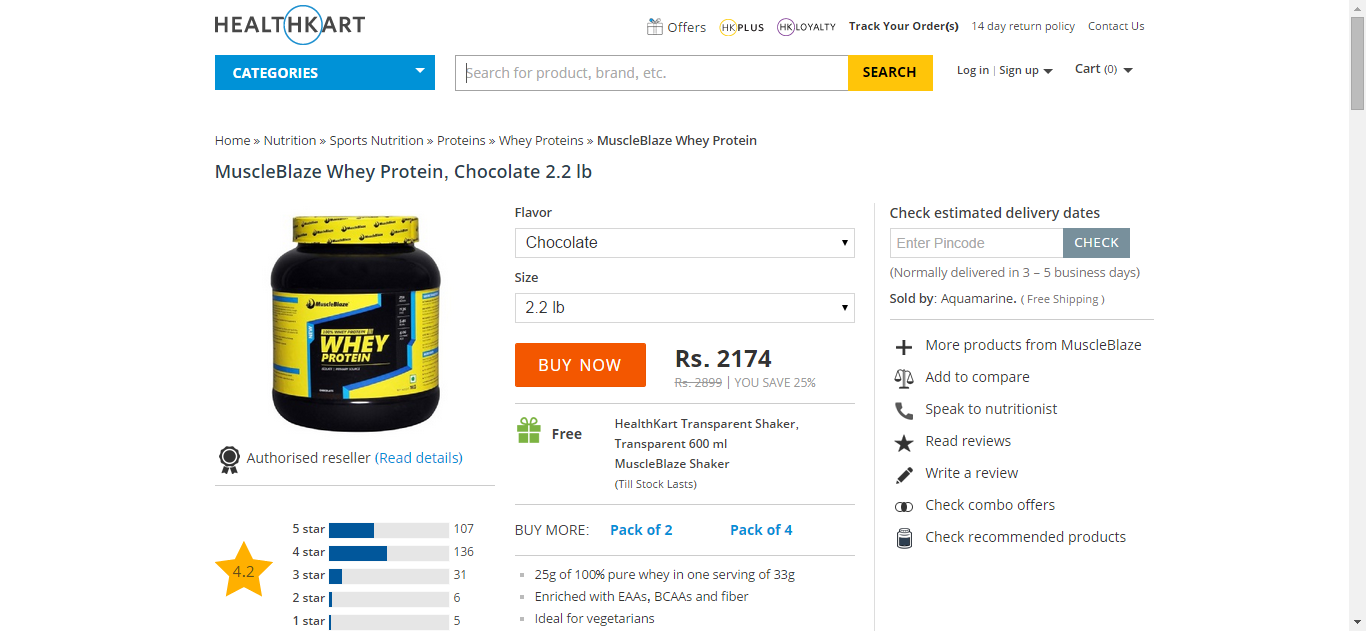 HEALTHKART
Offers HK PLUS HK LOYALTY Track Your Order(s) 14 day return policy Contact Us
CATEGORIES
Search for product, brand, etc.
SEARCH
Log in | Sign up
Cart (0)
Home » Nutrition » Sports Nutrition » Proteins » Whey Proteins » MuscleBlaze Whey Protein
MuscleBlaze Whey Protein, Chocolate 2.2 lb
MuscleBlaze
NEW
100% WHEY PROTEIN
WHEY
PROTEIN
Authorised reseller (Read details)
4.2
5 star 107
4 star 136
3 star 31
2 star 6
1 star 5
Flavor
Chocolate
Size
2.2 lb
BUY NOW
Rs. 2174
Rs. 2899 | YOU SAVE 25%
Free
HealthKart Transparent Shaker,
Transparent 600 ml
MuscleBlaze Shaker
(Till Stock Lasts)
BUY MORE: Pack of 2 Pack of 4
25g of 100% pure whey in one serving of 33g
Enriched with EAAs, BCAAs and fiber
Ideal for vegetarians
Check estimated delivery dates
Enter Pincode
CHECK
(Normally delivered in 3 – 5 business days)
Sold by: Aquamarine. ( Free Shipping )
More products from MuscleBlaze
Add to compare
Speak to nutritionist
Read reviews
Write a review
Check combo offers
Check recommended products